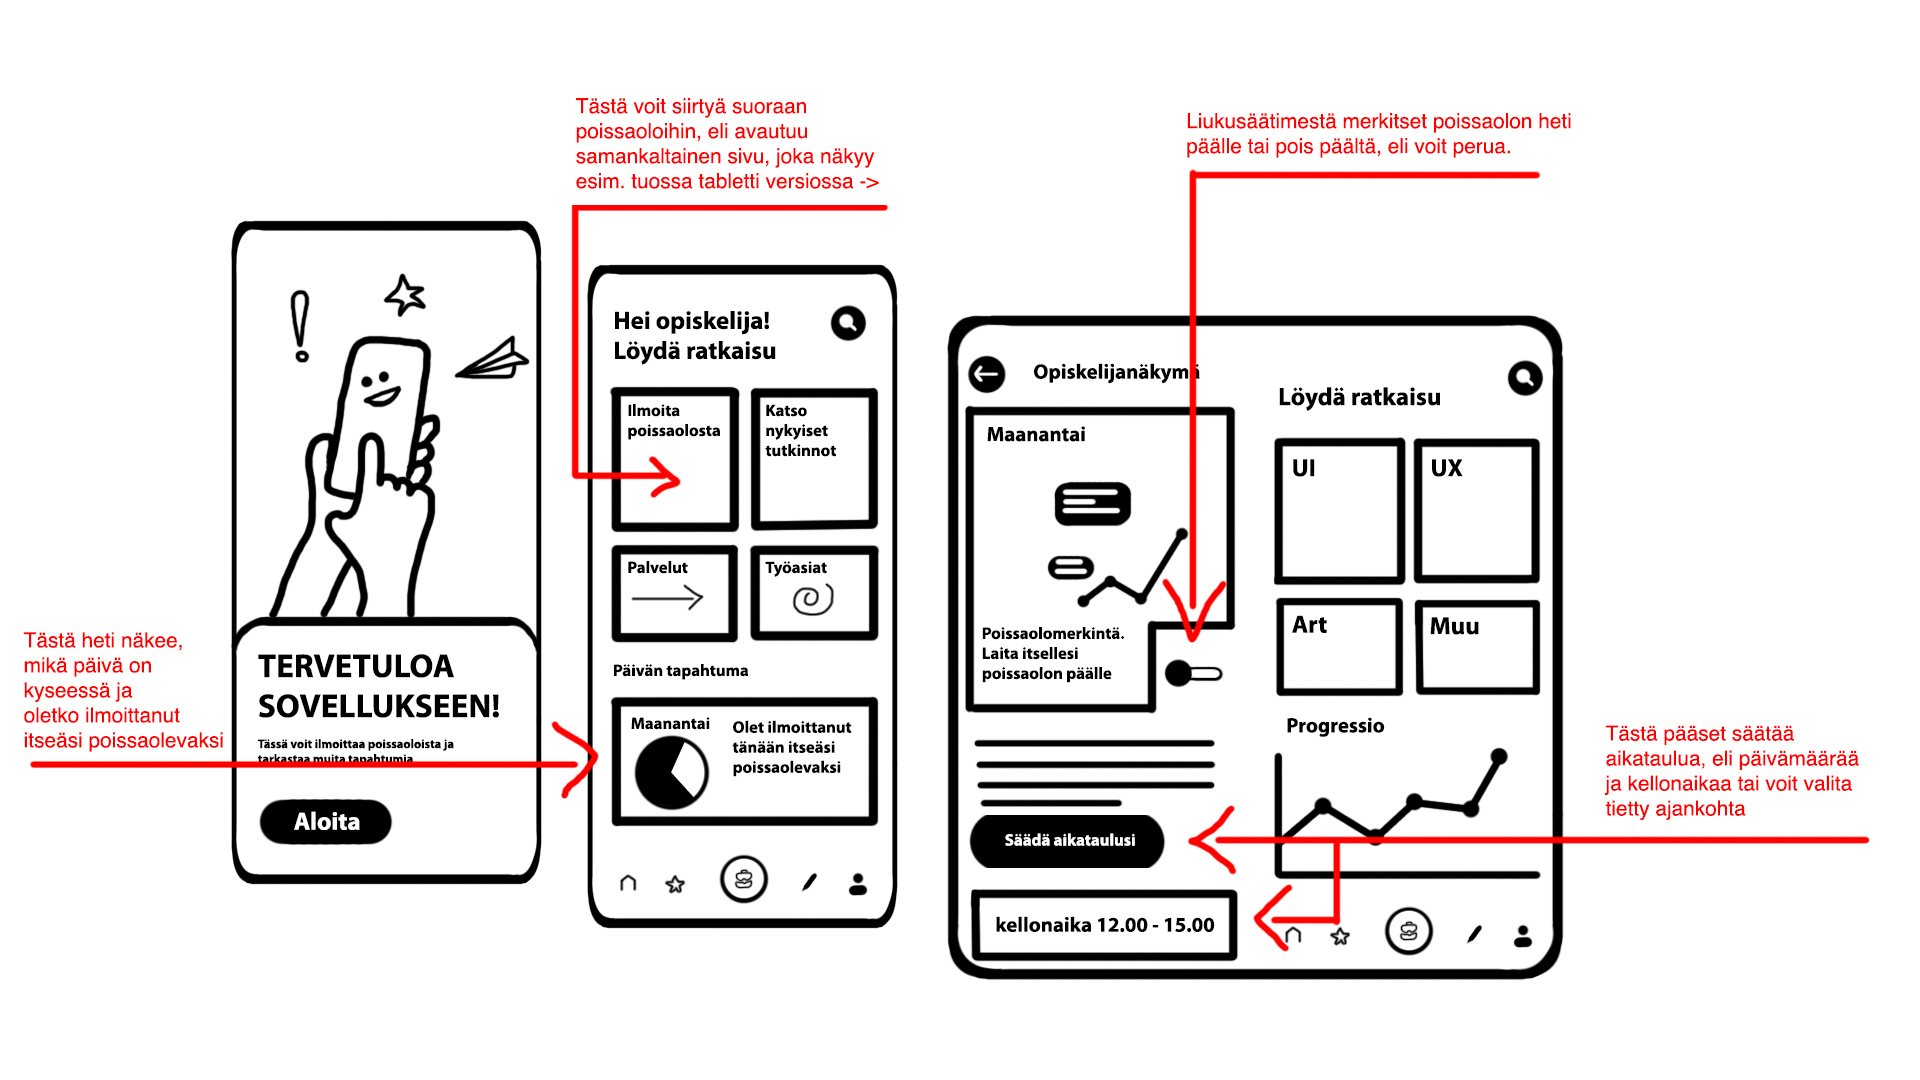 Tästä voit siirtyä suoraan
poissaoloihin, eli avautuu
samankaltainen sivu, joka näkyy
esim. tuossa tabletti versiossa ->
Liukusäätimestä merkitset poissaolon heti
päälle tai pois päältä, eli voit perua.
Tästä heti näkee,
mikä päivä on
kyseessä ja
oletko ilmoittanut
itseäsi poissaolevaksi
TERVETULOA
SOVELLUKSEEN!
Tässä voit ilmoittaa poissaoloista ja
tarkastaa muita tapahtumia
Aloita
Hei opiskelija!
Löydä ratkaisu
Ilmoita
poissaolosta
Katso
nykyiset
tutkinnot
Palvelut
Työasiat
Päivän tapahtuma
Maanantai
Olet ilmoittanut
tänään itseäsi
poissaolevaksi
Opiskelijanäkymä
Maanantai
Poissaolomerkintä.
Laita itsellesi
poissaolon päälle
Säädä aikataulusi
kellonaika 12.00 - 15.00
Löydä ratkaisu
UI
UX
Art
Muu
Progressio
Tästä pääset säätää
aikataulua, eli päivämäärää
ja kellonaikaa tai voit valita
tietty ajankohta